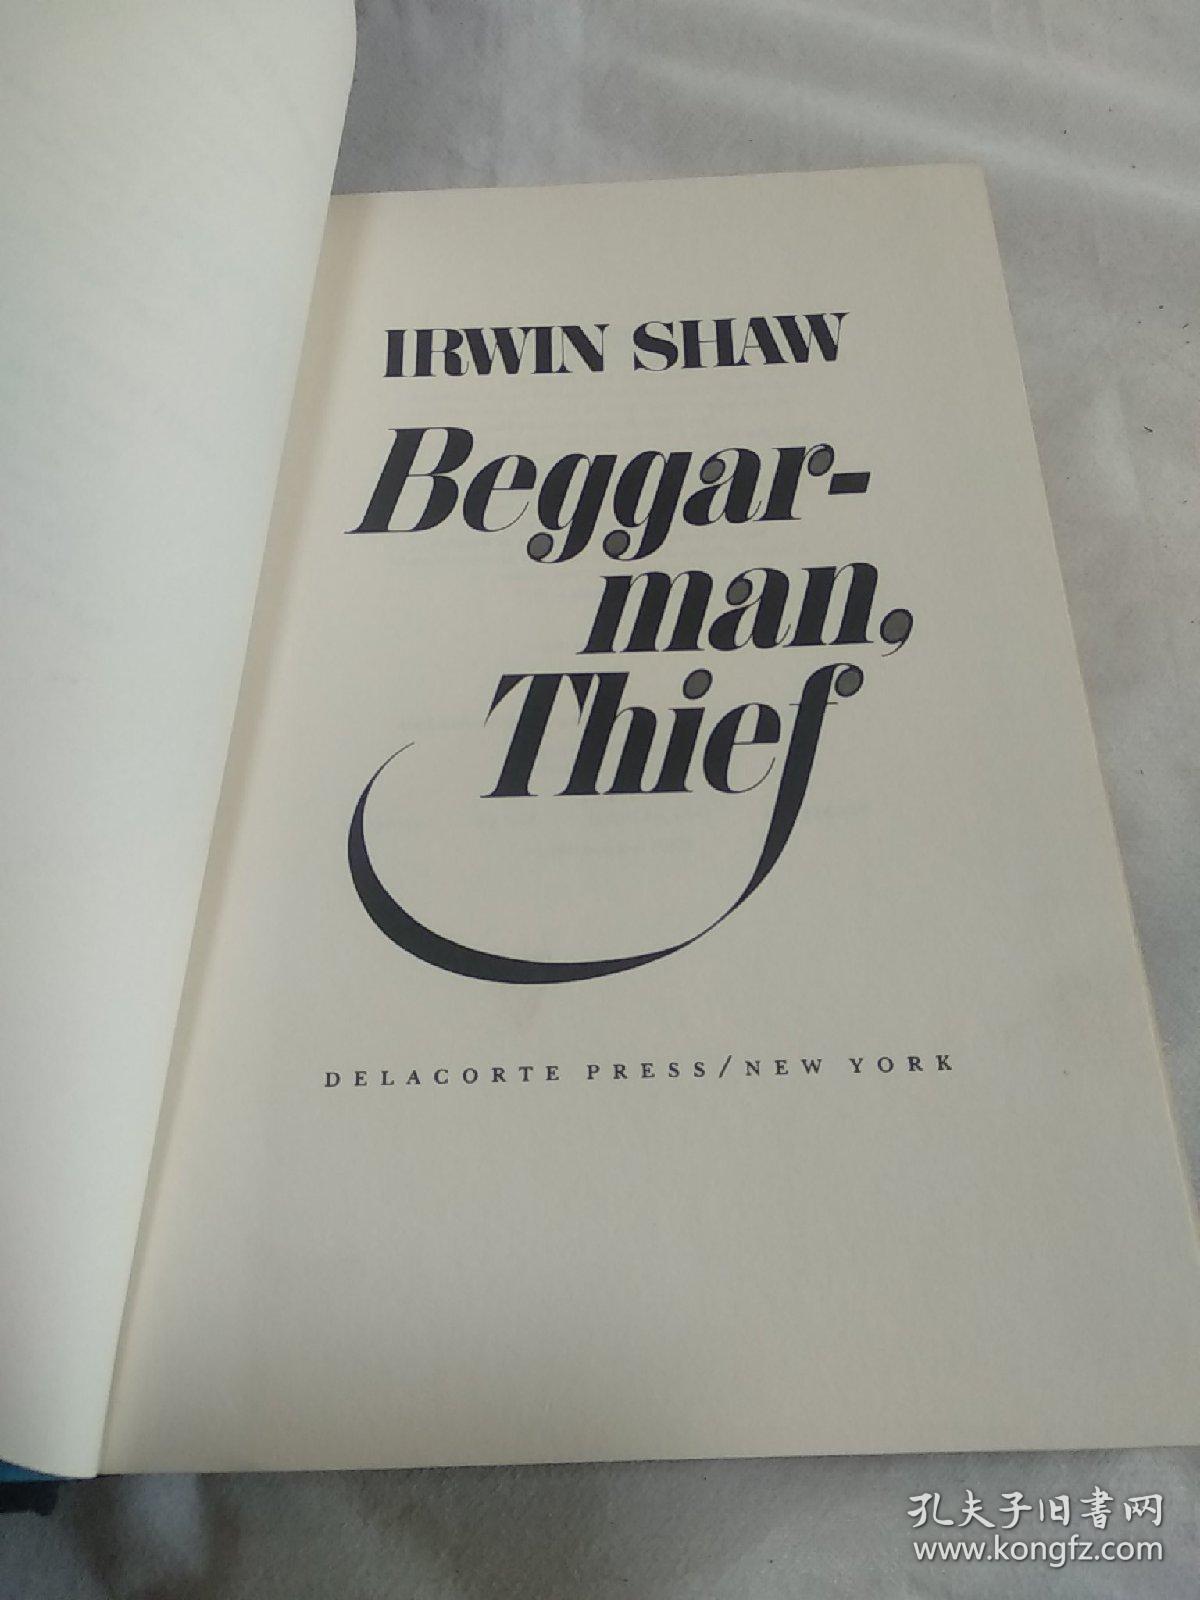 IRWIN SHAW
Beggar-
man,
Thief
DELACORTE PRESS/NEW YORK
孔夫子旧书网
www.kongfz.com